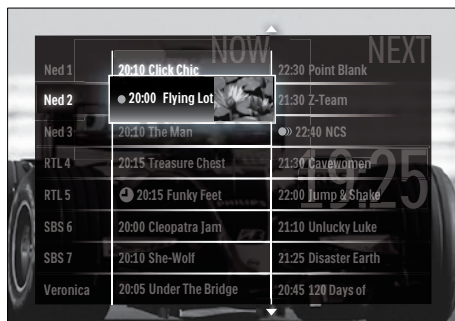 NOW NEXT
Ned 1 20:10 Click Chic 22:30 Point Blank
Ned 2 20:00 Flying Lot 21:30 Z-Team
Ned 3 20:10 The Man 22:40 NCS
RTL 4 20:15 Treasure Chest 21:30 Cavewomen
19:25
RTL 5 20:15 Funky Feet 22:00 Jump & Shake
SBS 6 20:00 Cleopatra Jam 21:10 Unlucky Luke
SBS 7 20:10 She-Wolf 21:25 Disaster Earth
Veronica 20:05 Under The Bridge 20:45 120 Days of